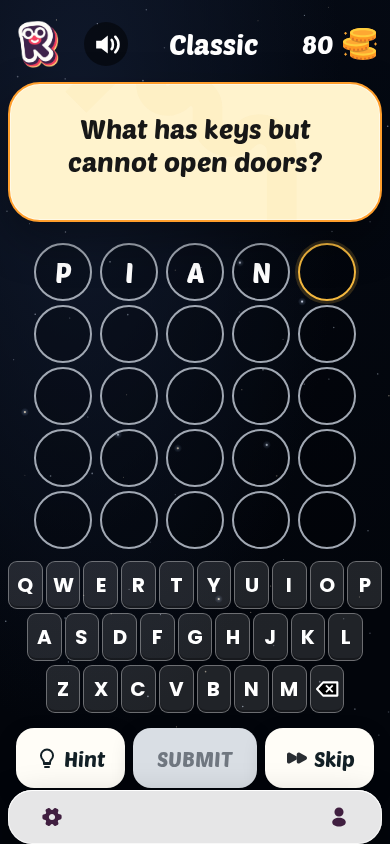 Classic
80
What has keys but
cannot open doors?
P I A N
Q W E R T Y U I O P
A S D F G H J K L
Z X C V B N M
Hint SUBMIT Skip